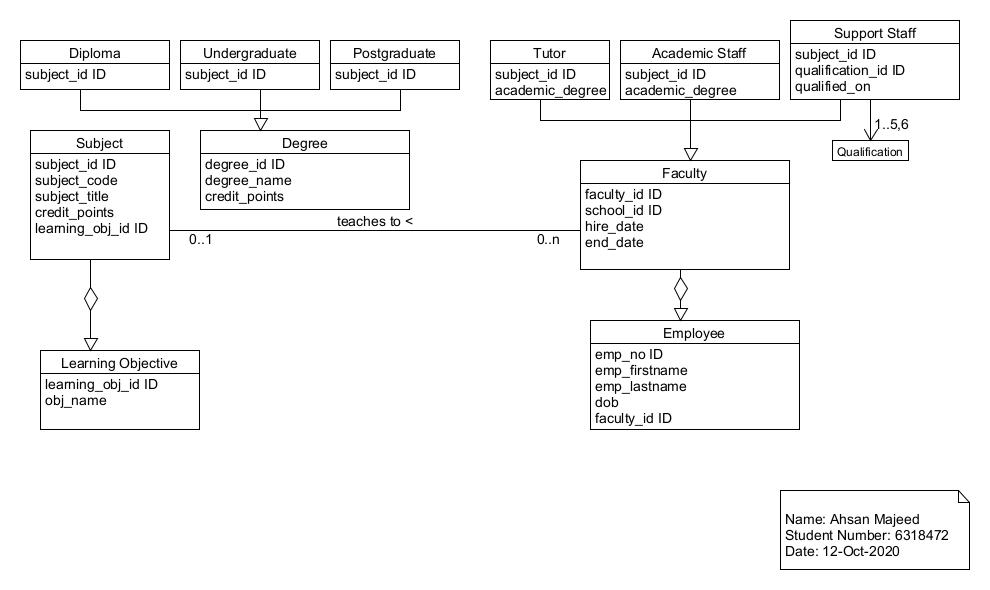 Diploma
subject_id ID
Undergraduate
subject_id ID
Postgraduate
subject_id ID
Tutor
subject_id ID
academic_degree
Academic Staff
subject_id ID
academic_degree
Support Staff
subject_id ID
qualification_id ID
qualified_on
1..5,6
Qualification
Subject
subject_id ID
subject_code
subject_title
credit_points
learning_obj_id ID
Degree
degree_id ID
degree_name
credit_points
Faculty
faculty_id ID
school_id ID
hire_date
end_date
teaches to <
0..1
0..n
Learning Objective
learning_obj_id ID
obj_name
Employee
emp_no ID
emp_firstname
emp_lastname
dob
faculty_id ID
Name: Ahsan Majeed
Student Number: 6318472
Date: 12-Oct-2020